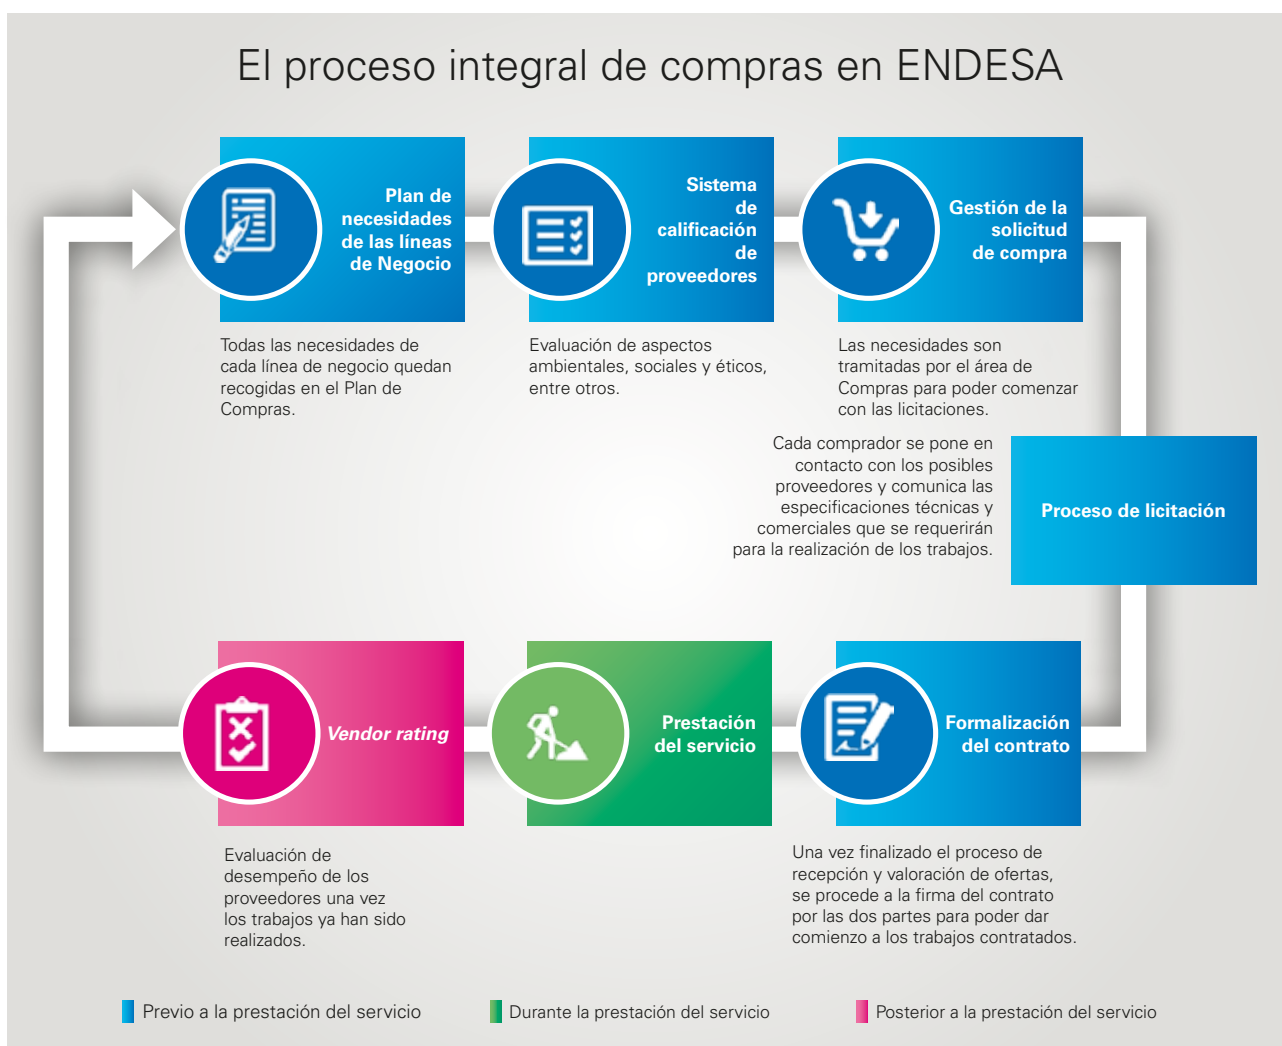 El proceso integral de compras en ENDESA
Plan de
necesidades
de las líneas
de Negocio
Todas las necesidades de
cada línea de negocio quedan
recogidas en el Plan de
Compras.
Sistema
de
calificación
de
proveedores
Evaluación de aspectos
ambientales, sociales y éticos,
entre otros.
Gestión de la
solicitud
de compra
Las necesidades son
tramitadas por el área de
Compras para poder comenzar
con las licitaciones.
Cada comprador se pone en
contacto con los posibles
proveedores y comunica las
especificaciones técnicas y
comerciales que se requerirán
para la realización de los trabajos.
Proceso de licitación
Vendor rating
Evaluación de
desempeño de los
proveedores una vez
los trabajos ya han sido
realizados.
Prestación
del servicio
Formalización
del contrato
Una vez finalizado el proceso de
recepción y valoración de ofertas,
se procede a la firma del contrato
por las dos partes para poder dar
comienzo a los trabajos contratados.
Previo a la prestación del servicio
Durante la prestación del servicio
Posterior a la prestación del servicio